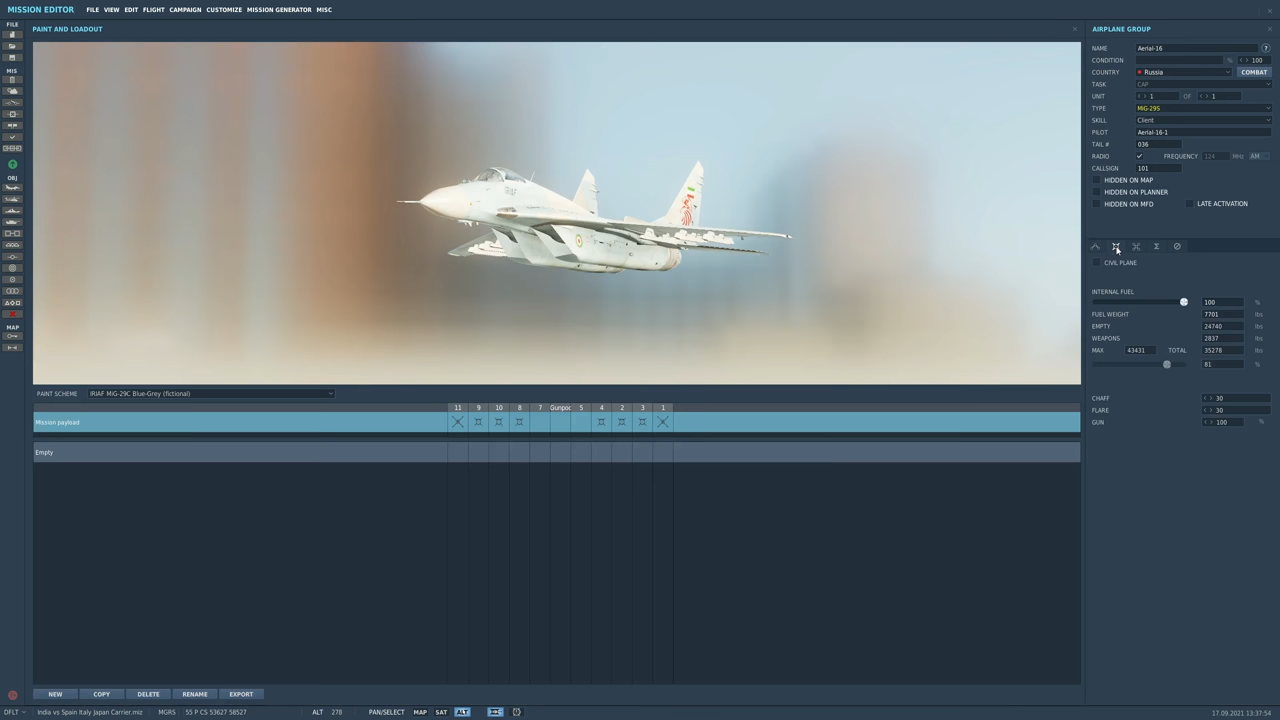 MISSION EDITOR
FILE VIEW EDIT FLIGHT CAMPAIGN CUSTOMIZE MISSION GENERATOR MISC
FILE
MIS
OBJ
MAP
PAINT AND LOADOUT
IRIAF
PAINT SCHEME IRIAF MiG-29C Blue-Grey (fictional)
11 9 10 8 7 Gunpod 5 4 2 3 1
Mission payload
Empty
NEW COPY DELETE RENAME EXPORT
AIRPLANE GROUP
NAME Aerial-16 ?
CONDITION % < > 100
COUNTRY Russia COMBAT
TASK CAP
UNIT < > 1 OF < > 1
TYPE MiG-29S
SKILL Client
PILOT Aerial-16-1
TAIL # 036
RADIO FREQUENCY 124 MHz AM
CALLSIGN 101
HIDDEN ON MAP
HIDDEN ON PLANNER
HIDDEN ON MFD LATE ACTIVATION
CIVIL PLANE
INTERNAL FUEL
100 %
FUEL WEIGHT 7701 lbs
EMPTY 24740 lbs
WEAPONS 2837 lbs
MAX 43431 TOTAL 35278 lbs
81 %
CHAFF < > 30
FLARE < > 30
GUN < > 100 %
DFLT India vs Spain Italy Japan Carrier.miz MGRS 55 P CS 53627 58527 ALT 278 PAN/SELECT MAP SAT ALT 17.09.2021 13:37:54